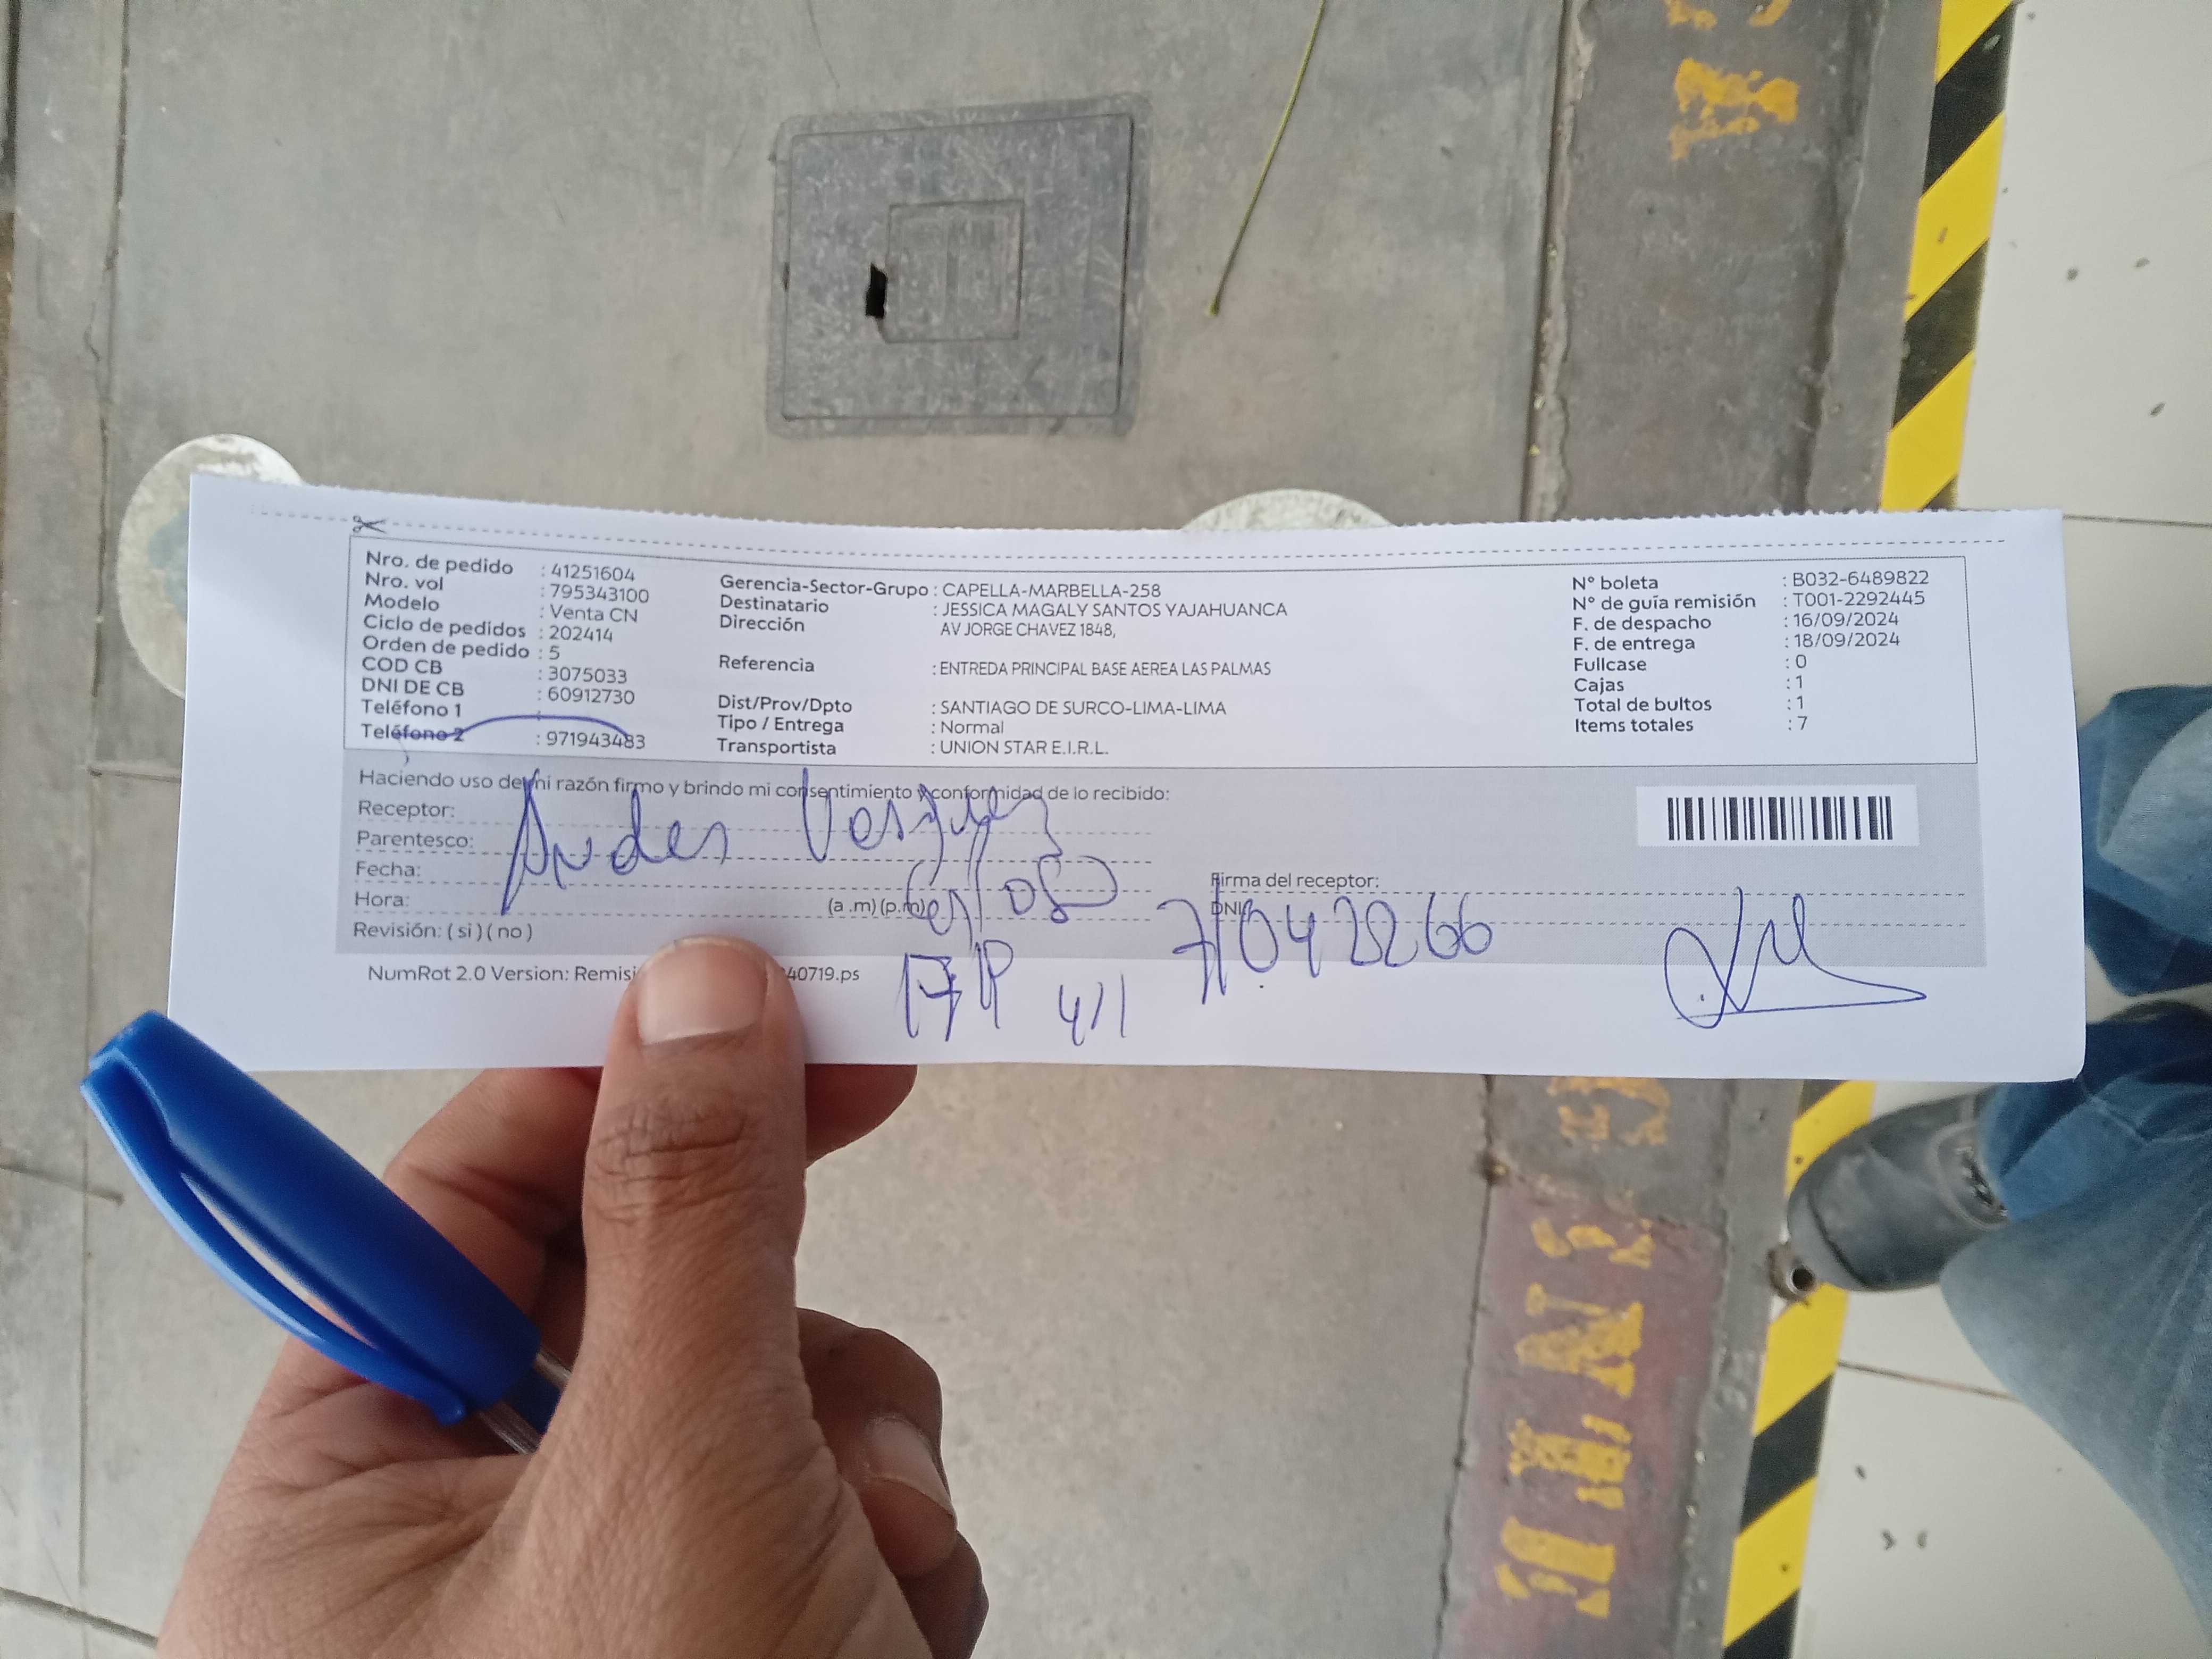 Nro. de pedido : 41251604
Nro. vol : 795343100
Modelo : Venta CN
Ciclo de pedidos : 202414
Orden de pedido : 5
COD CB : 3075033
DNI DE CB : 60912730
Teléfono 1 :
Teléfono 2 : 971943483
Gerencia-Sector-Grupo : CAPELLA-MARBELLA-258
Destinatario : JESSICA MAGALY SANTOS YAJAHUANCA
Dirección AV JORGE CHAVEZ 1848,
Referencia : ENTREDA PRINCIPAL BASE AEREA LAS PALMAS
Dist/Prov/Dpto : SANTIAGO DE SURCO-LIMA-LIMA
Tipo / Entrega : Normal
Transportista : UNION STAR E.I.R.L.
N° boleta : B032-6489822
N° de guía remisión : T001-2292445
F. de despacho : 16/09/2024
F. de entrega : 18/09/2024
Fullcase : 0
Cajas : 1
Total de bultos : 1
Items totales : 7
Haciendo uso de mi razón firmo y brindo mi consentimiento y conformidad de lo recibido:
Receptor:
Vasquez
Parentesco:
Fecha:
Hora: (a .m) (p.m)
Revisión: ( si ) ( no )
Firma del receptor:
DNI
71042266
NumRot 2.0 Version: Remisi 40719.ps